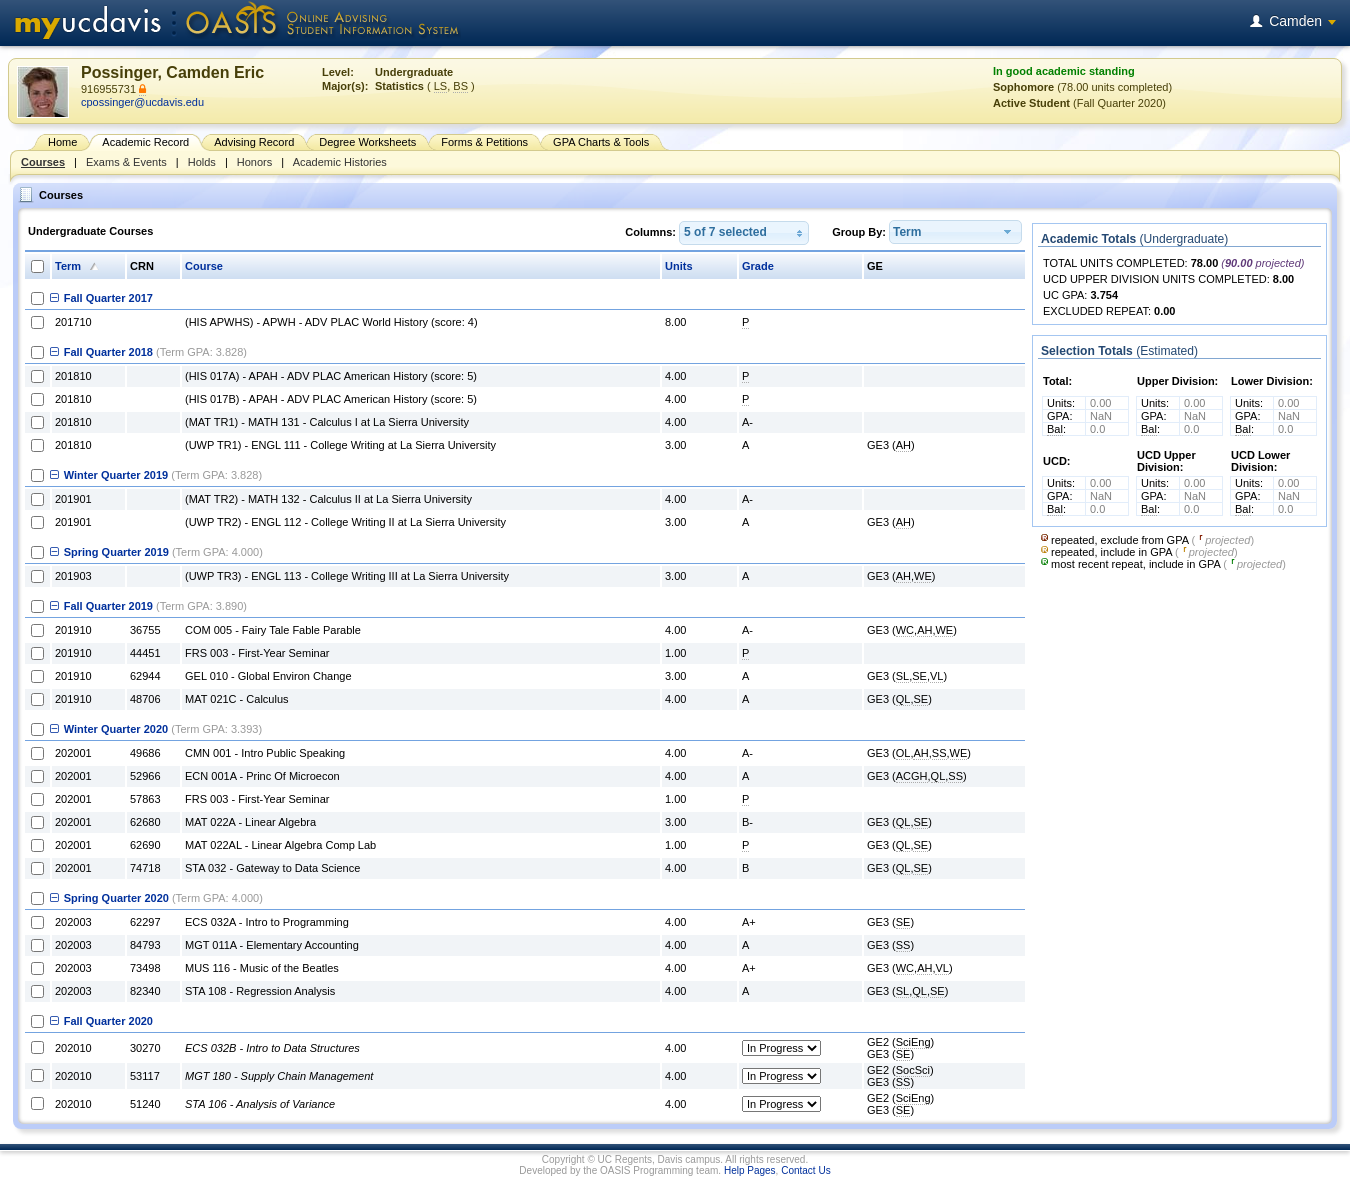 myucdavis : OASIS Online Advising Student Information System
Camden
Possinger, Camden Eric
916955731
cpossinger@ucdavis.edu
Level: Undergraduate
Major(s): Statistics ( LS, BS )
In good academic standing
Sophomore (78.00 units completed)
Active Student (Fall Quarter 2020)
Home Academic Record Advising Record Degree Worksheets Forms & Petitions GPA Charts & Tools
Courses | Exams & Events | Holds | Honors | Academic Histories
Courses
Undergraduate Courses
Columns: 5 of 7 selected Group By: Term
Term CRN Course Units Grade GE
Fall Quarter 2017
201710 (HIS APWHS) - APWH - ADV PLAC World History (score: 4) 8.00 P
Fall Quarter 2018 (Term GPA: 3.828)
201810 (HIS 017A) - APAH - ADV PLAC American History (score: 5) 4.00 P
201810 (HIS 017B) - APAH - ADV PLAC American History (score: 5) 4.00 P
201810 (MAT TR1) - MATH 131 - Calculus I at La Sierra University 4.00 A-
201810 (UWP TR1) - ENGL 111 - College Writing at La Sierra University 3.00 A GE3 (AH)
Winter Quarter 2019 (Term GPA: 3.828)
201901 (MAT TR2) - MATH 132 - Calculus II at La Sierra University 4.00 A-
201901 (UWP TR2) - ENGL 112 - College Writing II at La Sierra University 3.00 A GE3 (AH)
Spring Quarter 2019 (Term GPA: 4.000)
201903 (UWP TR3) - ENGL 113 - College Writing III at La Sierra University 3.00 A GE3 (AH,WE)
Fall Quarter 2019 (Term GPA: 3.890)
201910 36755 COM 005 - Fairy Tale Fable Parable 4.00 A- GE3 (WC,AH,WE)
201910 44451 FRS 003 - First-Year Seminar 1.00 P
201910 62944 GEL 010 - Global Environ Change 3.00 A GE3 (SL,SE,VL)
201910 48706 MAT 021C - Calculus 4.00 A GE3 (QL,SE)
Winter Quarter 2020 (Term GPA: 3.393)
202001 49686 CMN 001 - Intro Public Speaking 4.00 A- GE3 (OL,AH,SS,WE)
202001 52966 ECN 001A - Princ Of Microecon 4.00 A GE3 (ACGH,QL,SS)
202001 57863 FRS 003 - First-Year Seminar 1.00 P
202001 62680 MAT 022A - Linear Algebra 3.00 B- GE3 (QL,SE)
202001 62690 MAT 022AL - Linear Algebra Comp Lab 1.00 P GE3 (QL,SE)
202001 74718 STA 032 - Gateway to Data Science 4.00 B GE3 (QL,SE)
Spring Quarter 2020 (Term GPA: 4.000)
202003 62297 ECS 032A - Intro to Programming 4.00 A+ GE3 (SE)
202003 84793 MGT 011A - Elementary Accounting 4.00 A GE3 (SS)
202003 73498 MUS 116 - Music of the Beatles 4.00 A+ GE3 (WC,AH,VL)
202003 82340 STA 108 - Regression Analysis 4.00 A GE3 (SL,QL,SE)
Fall Quarter 2020
202010 30270 ECS 032B - Intro to Data Structures 4.00 In Progress GE2 (SciEng)
GE3 (SE)
202010 53117 MGT 180 - Supply Chain Management 4.00 In Progress GE2 (SocSci)
GE3 (SS)
202010 51240 STA 106 - Analysis of Variance 4.00 In Progress GE2 (SciEng)
GE3 (SE)
Academic Totals (Undergraduate)
TOTAL UNITS COMPLETED: 78.00 (90.00 projected)
UCD UPPER DIVISION UNITS COMPLETED: 8.00
UC GPA: 3.754
EXCLUDED REPEAT: 0.00
Selection Totals (Estimated)
Total: Upper Division: Lower Division:
Units: 0.00 Units: 0.00 Units: 0.00
GPA: NaN GPA: NaN GPA: NaN
Bal: 0.0 Bal: 0.0 Bal: 0.0
UCD: UCD Upper Division: UCD Lower Division:
Units: 0.00 Units: 0.00 Units: 0.00
GPA: NaN GPA: NaN GPA: NaN
Bal: 0.0 Bal: 0.0 Bal: 0.0
R repeated, exclude from GPA ( r projected)
R repeated, include in GPA ( r projected)
R most recent repeat, include in GPA ( r projected)
Copyright © UC Regents, Davis campus. All rights reserved.
Developed by the OASIS Programming team. Help Pages, Contact Us